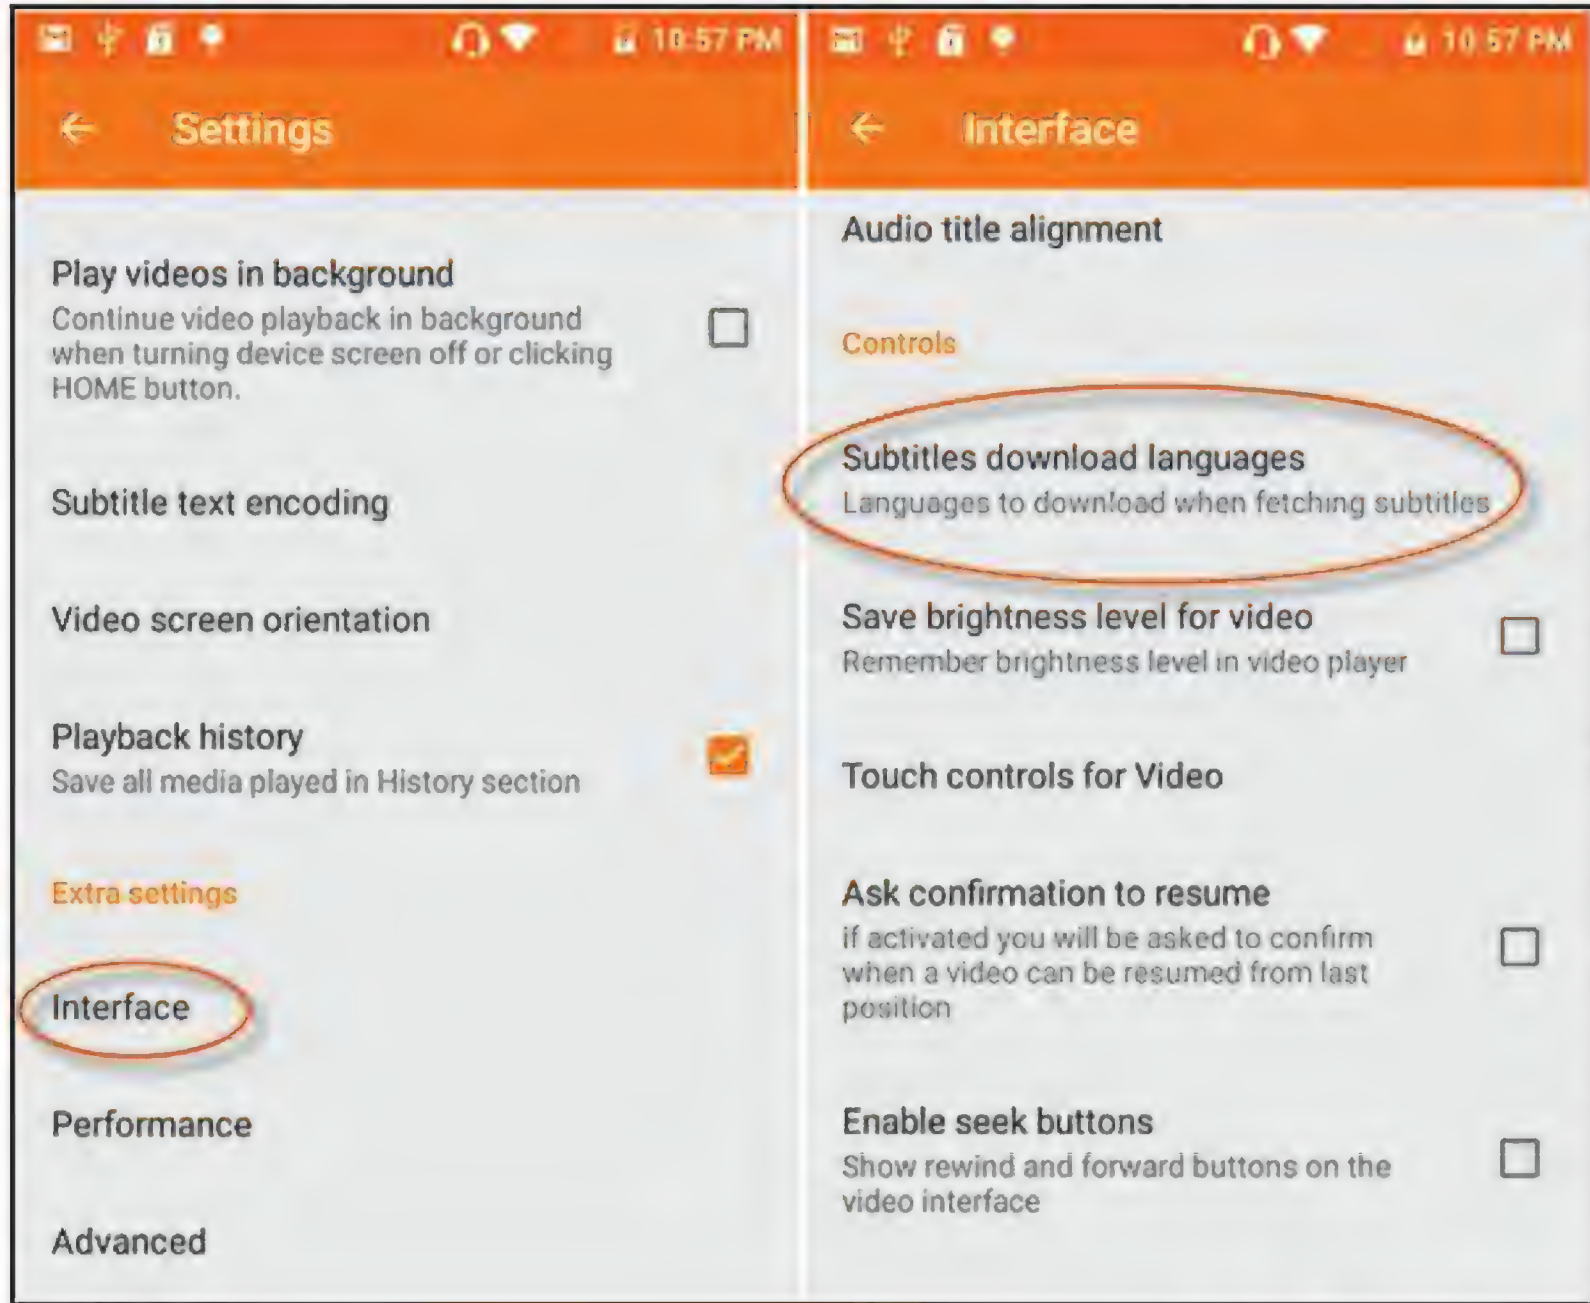 10:57 PM
Settings
Play videos in background
Continue video playback in background
when turning device screen off or clicking
HOME button.
Subtitle text encoding
Video screen orientation
Playback history
Save all media played in History section
Extra settings
Interface
Performance
Advanced
10:57 PM
Interface
Audio title alignment
Controls
Subtitles download languages
Languages to download when fetching subtitles
Save brightness level for video
Remember brightness level in video player
Touch controls for Video
Ask confirmation to resume
if activated you will be asked to confirm
when a video can be resumed from last
position
Enable seek buttons
Show rewind and forward buttons on the
video interface